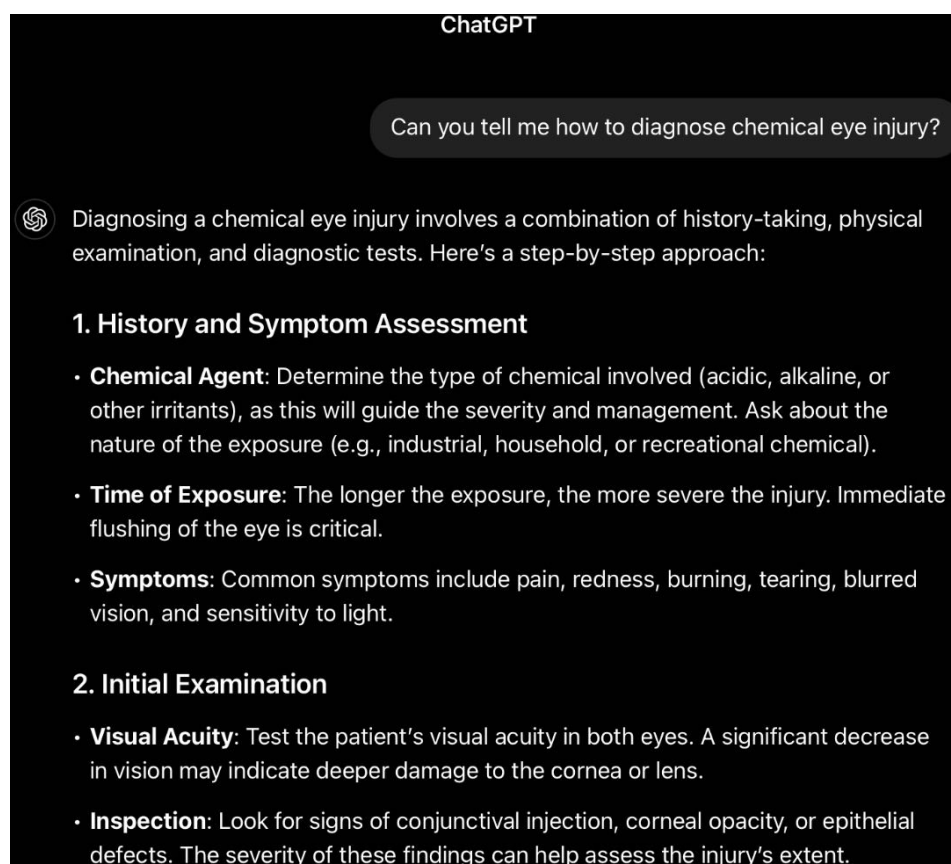 ChatGPT
Can you tell me how to diagnose chemical eye injury?
Diagnosing a chemical eye injury involves a combination of history-taking, physical
examination, and diagnostic tests. Here’s a step-by-step approach:
1. History and Symptom Assessment
• Chemical Agent: Determine the type of chemical involved (acidic, alkaline, or
other irritants), as this will guide the severity and management. Ask about the
nature of the exposure (e.g., industrial, household, or recreational chemical).
• Time of Exposure: The longer the exposure, the more severe the injury. Immediate
flushing of the eye is critical.
• Symptoms: Common symptoms include pain, redness, burning, tearing, blurred
vision, and sensitivity to light.
2. Initial Examination
• Visual Acuity: Test the patient’s visual acuity in both eyes. A significant decrease
in vision may indicate deeper damage to the cornea or lens.
• Inspection: Look for signs of conjunctival injection, corneal opacity, or epithelial
defects. The severity of these findings can help assess the injury’s extent.